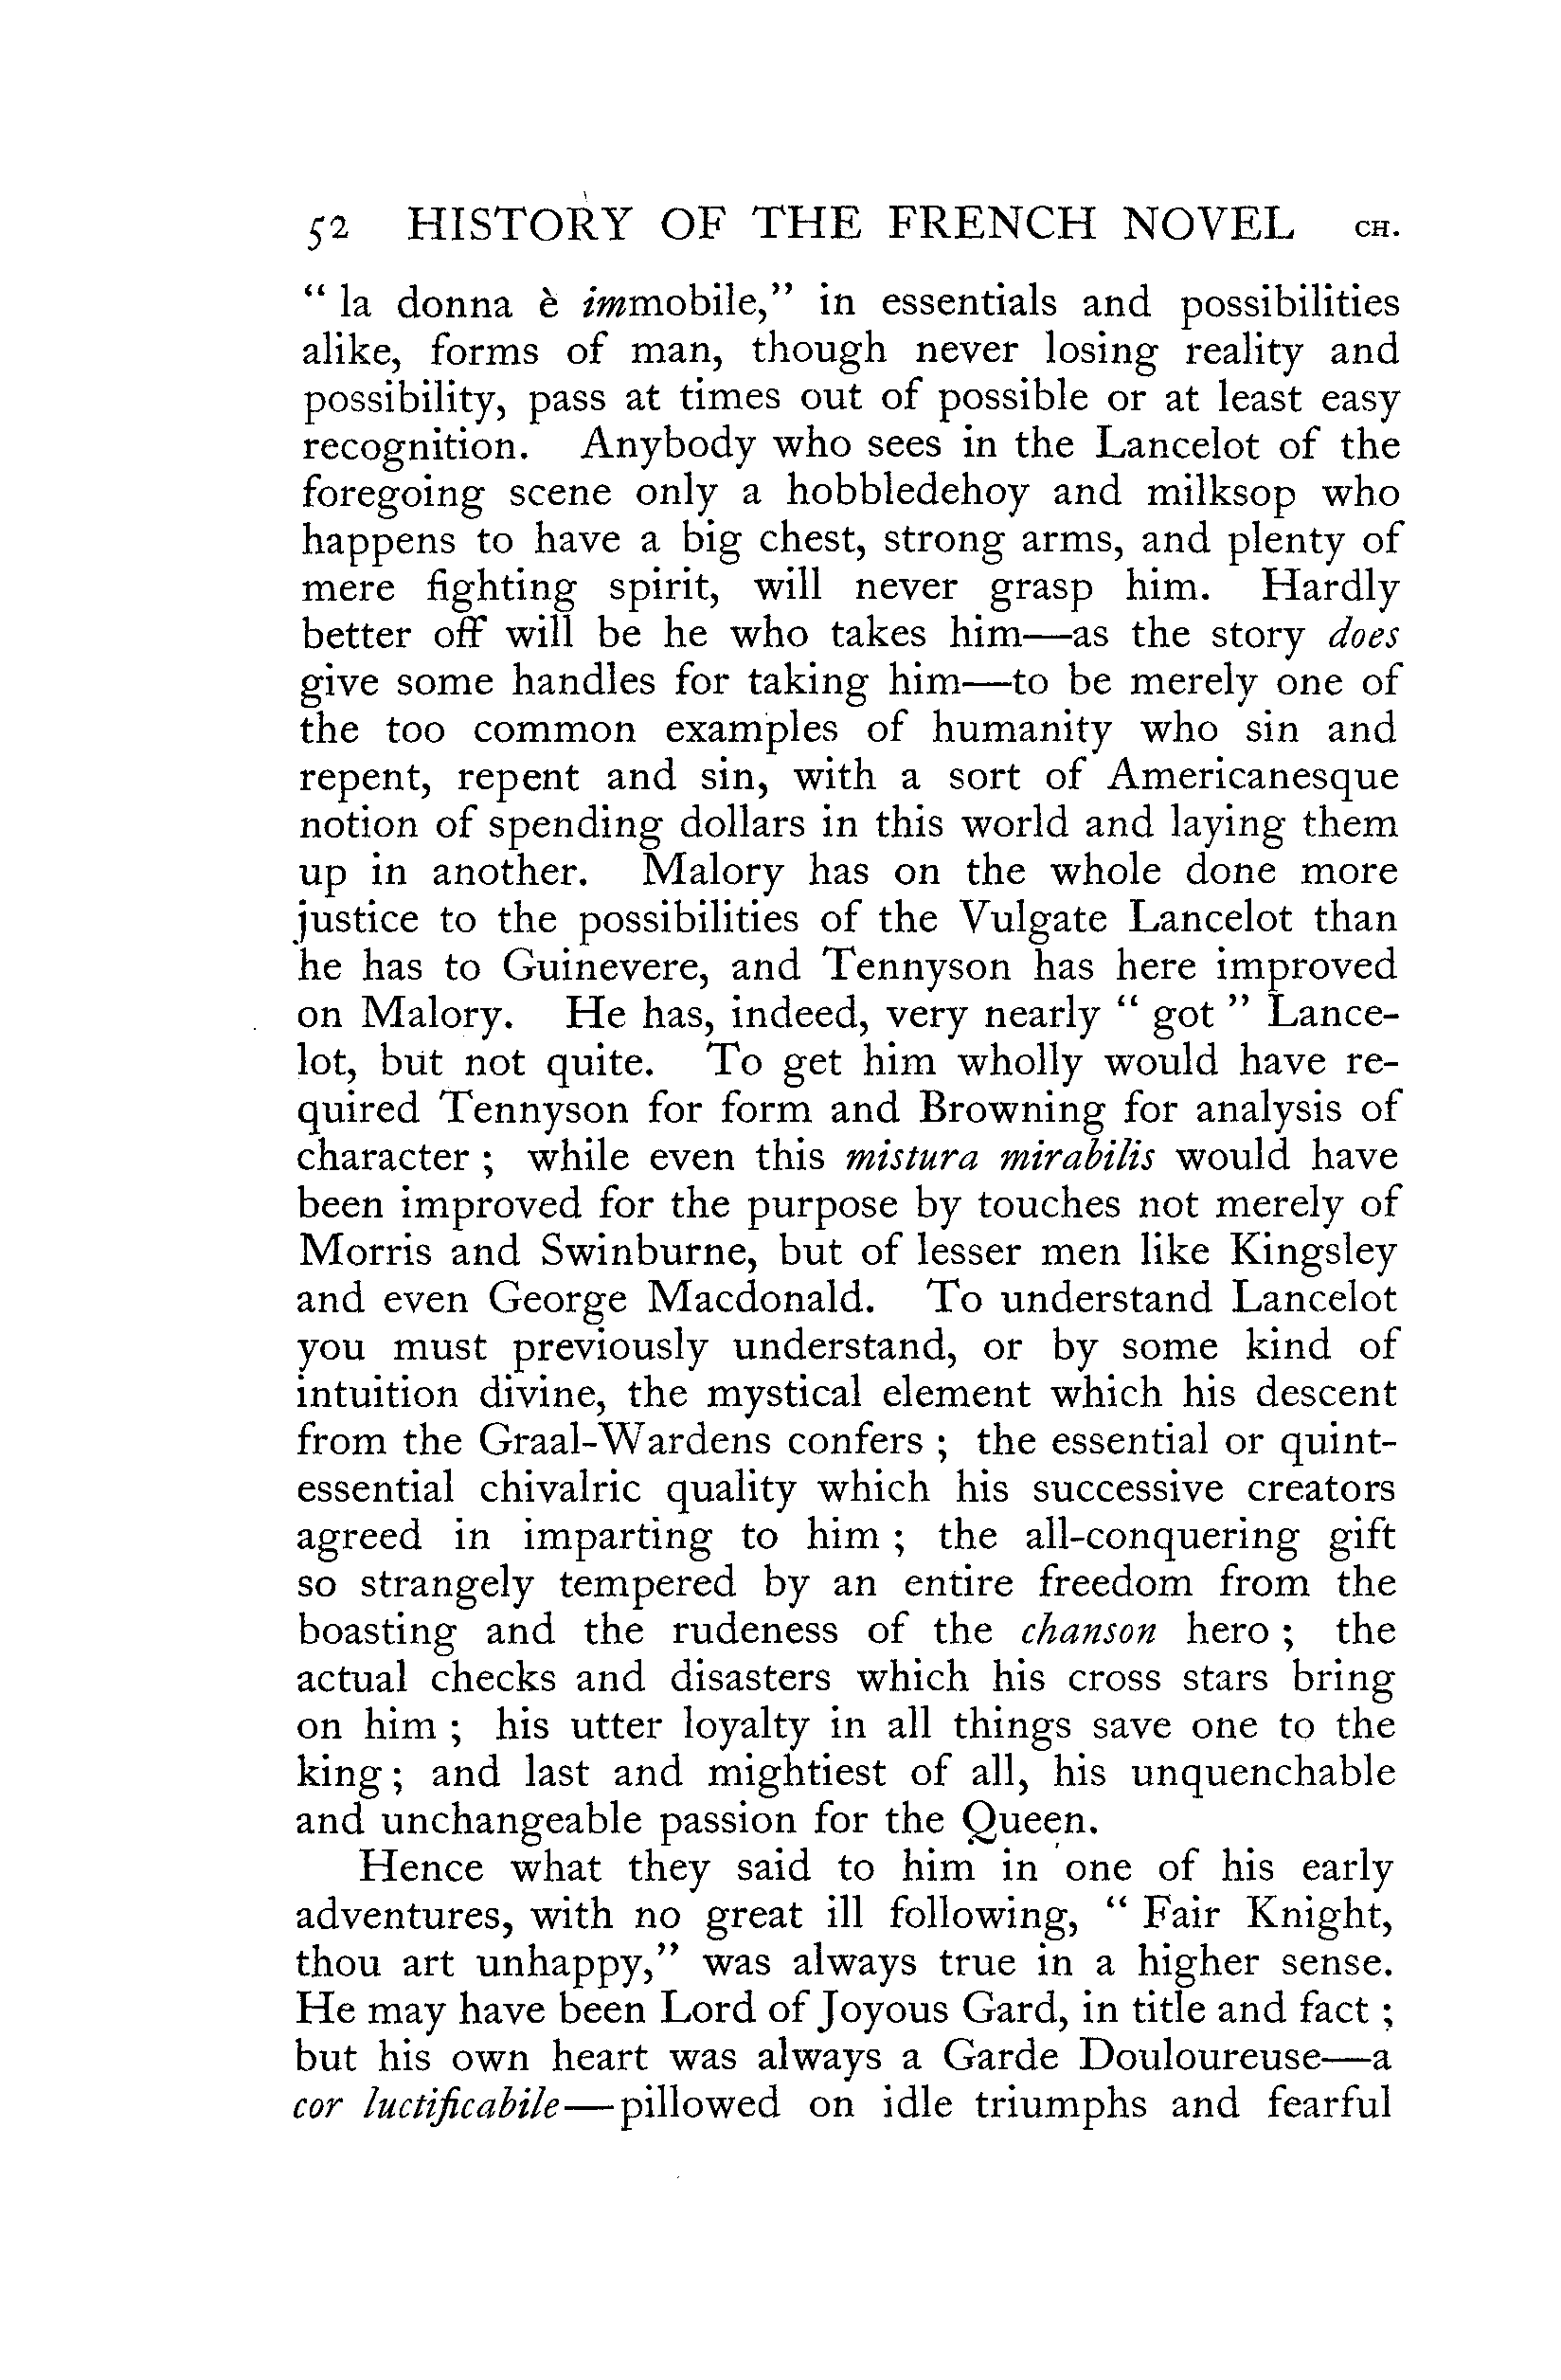 52 HISTORY OF THE FRENCH NOVEL CH.
“ la donna è immobile,” in essentials and possibilities
alike, forms of man, though never losing reality and
possibility, pass at times out of possible or at least easy
recognition. Anybody who sees in the Lancelot of the
foregoing scene only a hobbledehoy and milksop who
happens to have a big chest, strong arms, and plenty of
mere fighting spirit, will never grasp him. Hardly
better off will be he who takes him—as the story does
give some handles for taking him—to be merely one of
the too common examples of humanity who sin and
repent, repent and sin, with a sort of Americanesque
notion of spending dollars in this world and laying them
up in another. Malory has on the whole done more
justice to the possibilities of the Vulgate Lancelot than
he has to Guinevere, and Tennyson has here improved
on Malory. He has, indeed, very nearly “ got ” Lance-
lot, but not quite. To get him wholly would have re-
quired Tennyson for form and Browning for analysis of
character ; while even this mistura mirabilis would have
been improved for the purpose by touches not merely of
Morris and Swinburne, but of lesser men like Kingsley
and even George Macdonald. To understand Lancelot
you must previously understand, or by some kind of
intuition divine, the mystical element which his descent
from the Graal-Wardens confers ; the essential or quint-
essential chivalric quality which his successive creators
agreed in imparting to him ; the all-conquering gift
so strangely tempered by an entire freedom from the
boasting and the rudeness of the chanson hero ; the
actual checks and disasters which his cross stars bring
on him ; his utter loyalty in all things save one to the
king ; and last and mightiest of all, his unquenchable
and unchangeable passion for the Queen.
Hence what they said to him in one of his early
adventures, with no great ill following, “ Fair Knight,
thou art unhappy,” was always true in a higher sense.
He may have been Lord of Joyous Gard, in title and fact ;
but his own heart was always a Garde Douloureuse—a
cor luctificabile—pillowed on idle triumphs and fearful